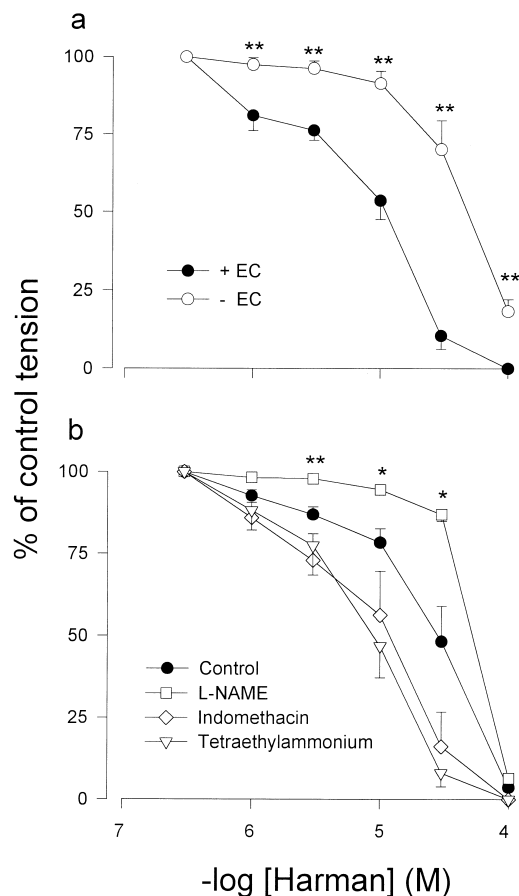 a
100
75
50
25
0
**
**
**
**
**
+ EC
- EC
% of control tension
b
100
75
50
25
0
**
*
*
Control
L-NAME
Indomethacin
Tetraethylammonium
7
6
5
4
-log [Harman] (M)